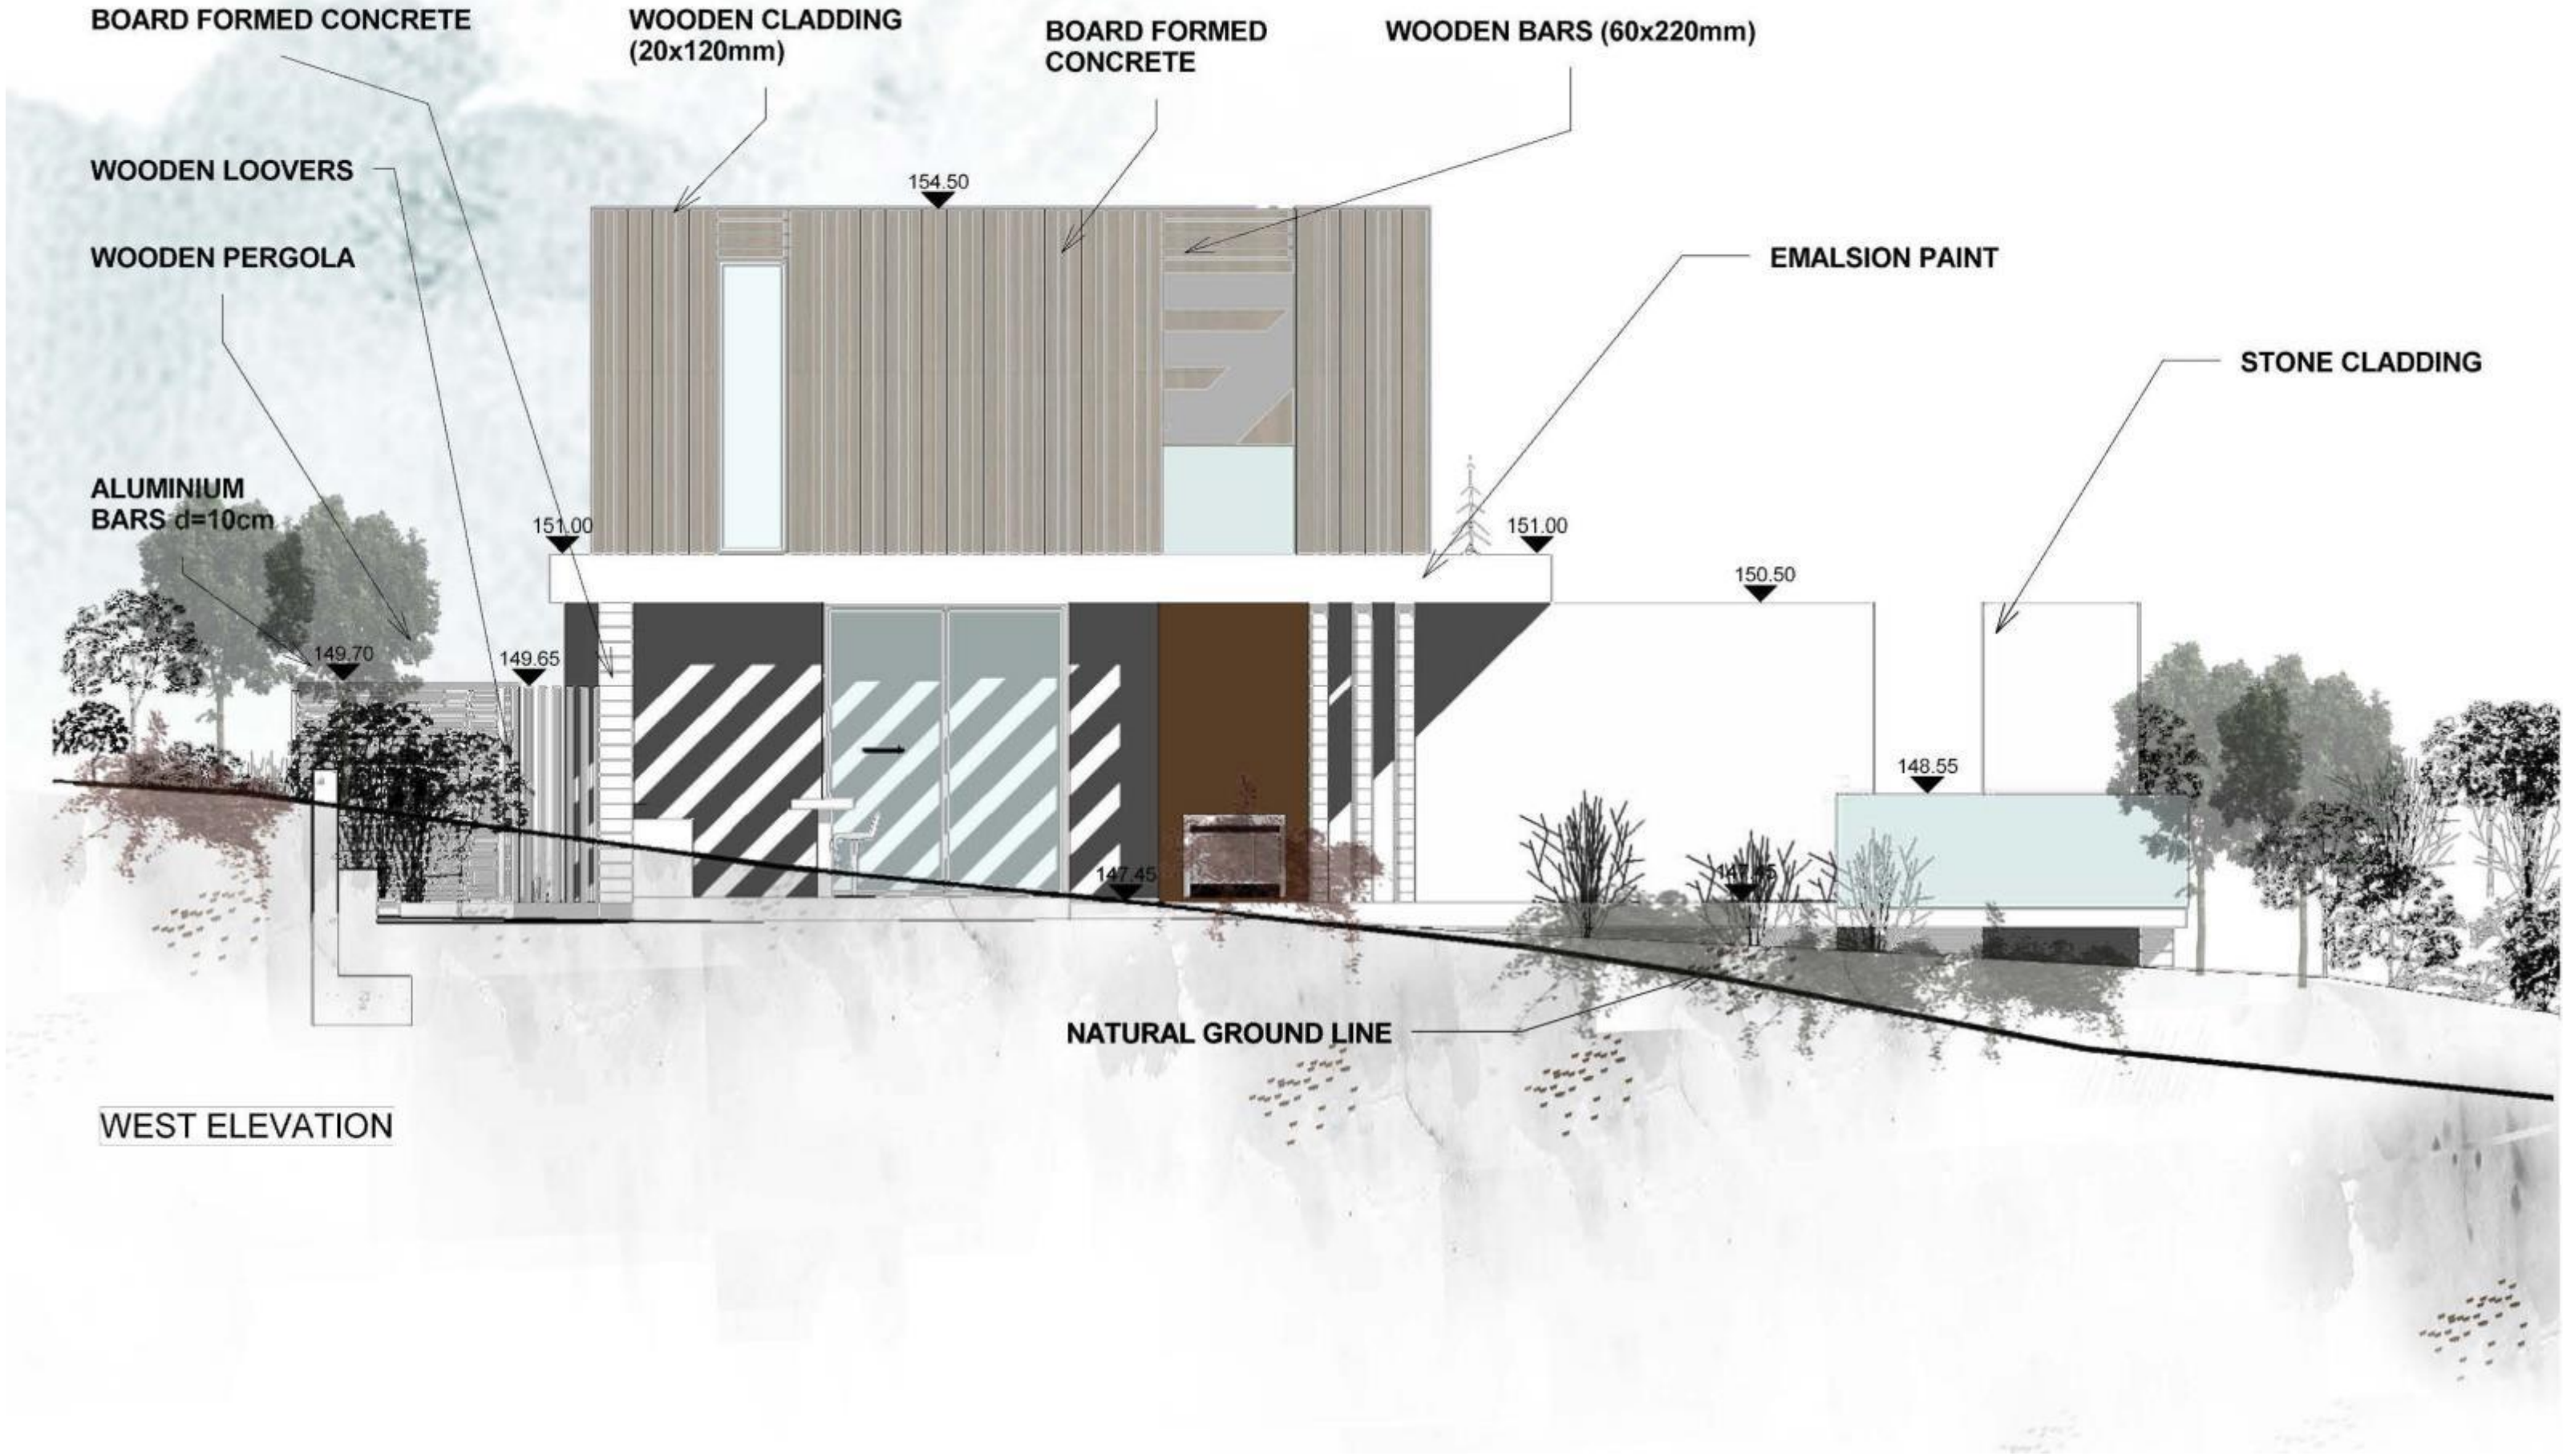 BOARD FORMED CONCRETE
WOODEN CLADDING
(20x120mm)
BOARD FORMED
CONCRETE
WOODEN BARS (60x220mm)
WOODEN LOOVERS
154.50
WOODEN PERGOLA
EMALSION PAINT
STONE CLADDING
ALUMINIUM
BARS d=10cm
151.00
151.00
150.50
149.70
149.65
148.55
147.45
147.45
NATURAL GROUND LINE
WEST ELEVATION